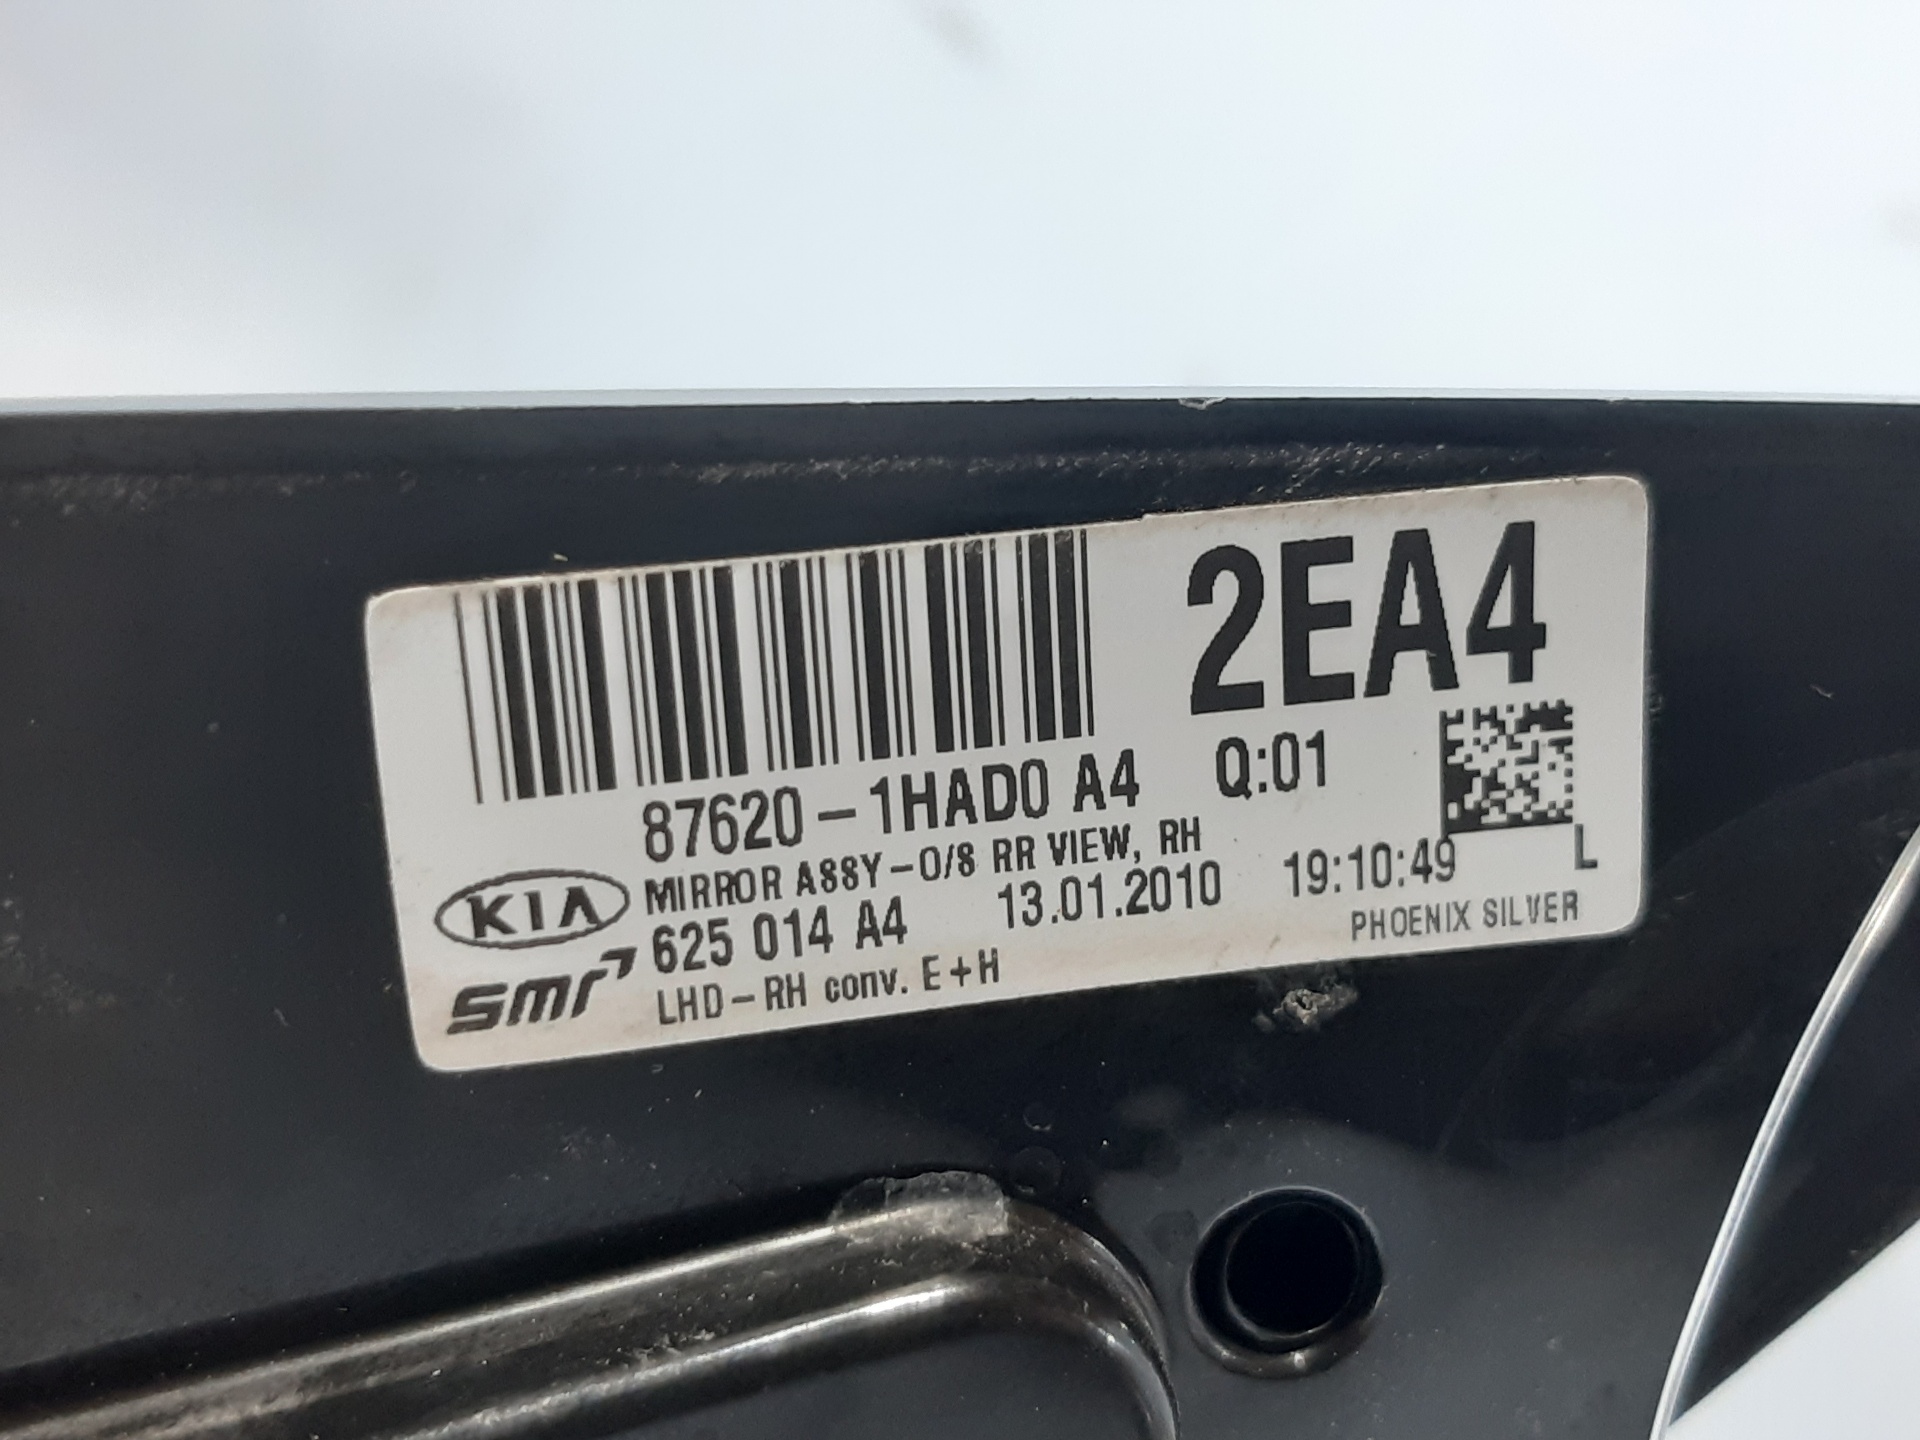 2EA4
87620-1HAD0 A4 Q:01
MIRROR ASSY-O/S RR VIEW, RH
KIA
625 014 A4 13.01.2010 19:10:49 L
smr
LHD-RH conv. E+H PHOENIX SILVER